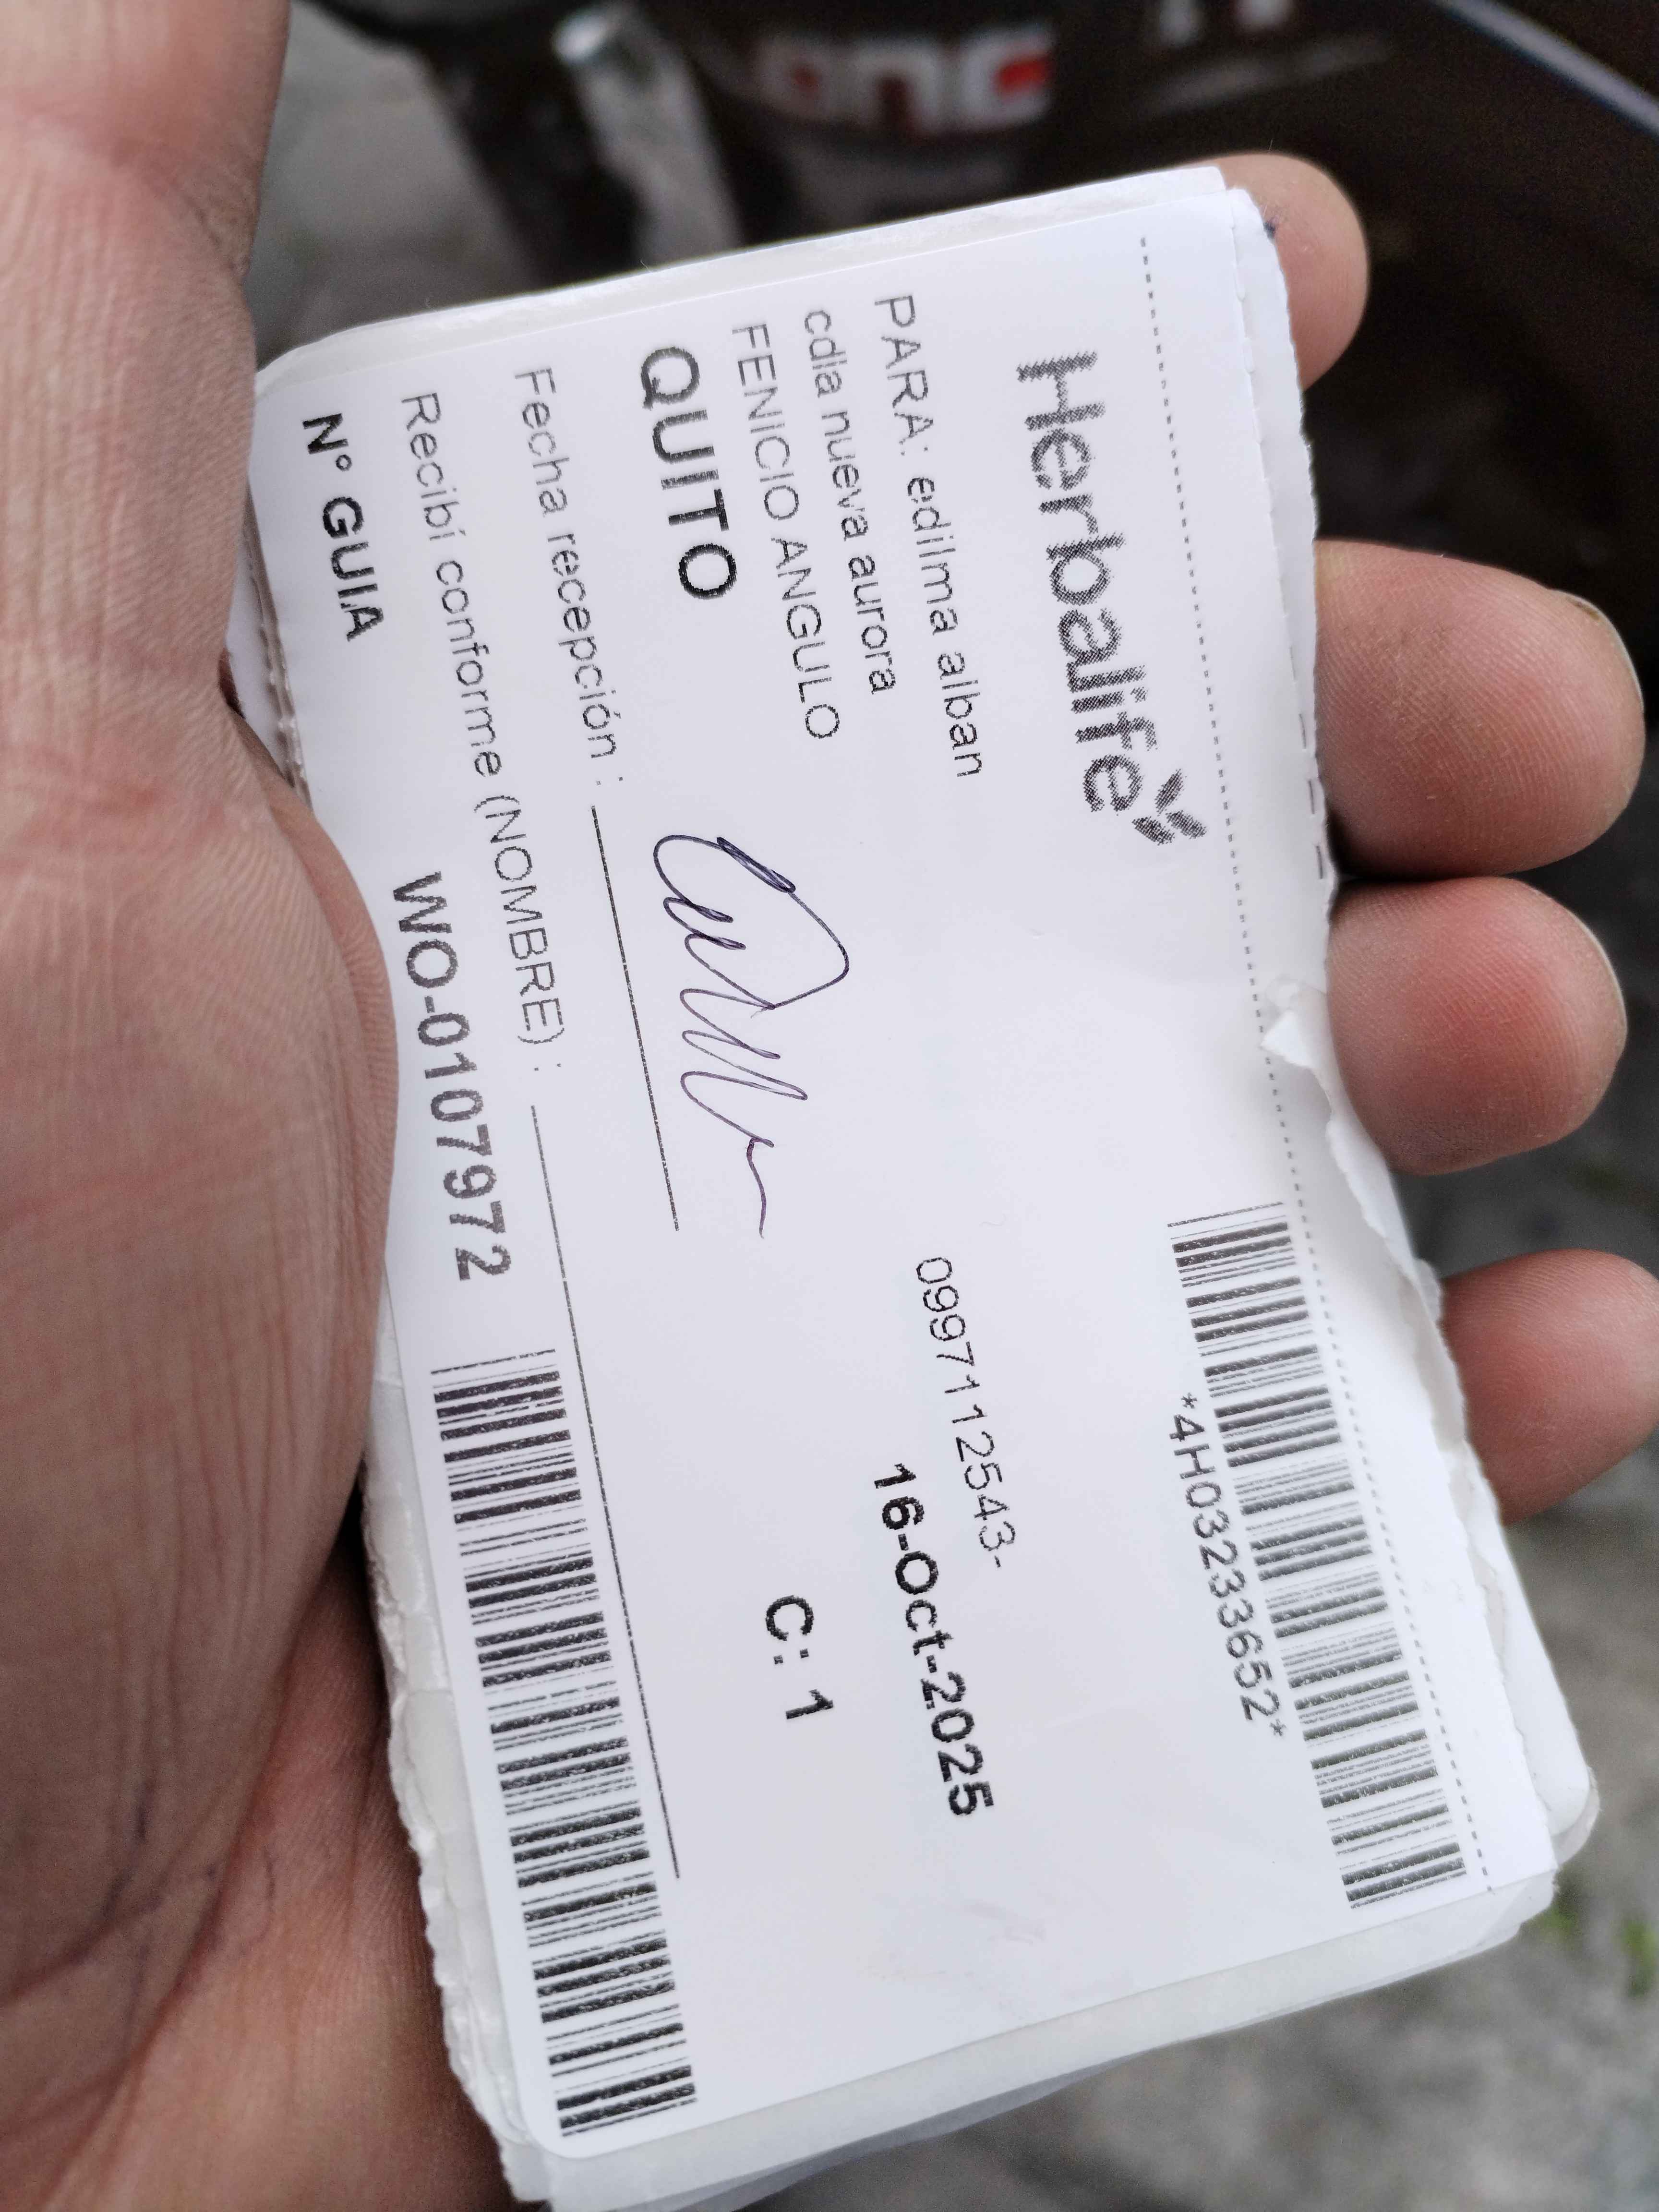 Herbalife
*4H03233652*
PARA: edilma alban
0997112543-
cdla nueva aurora
16-Oct-2025
FENICIO ANGULO
C: 1
QUITO
Fecha recepción :
Recibí conforme (NOMBRE) :
N° GUIA WO-0107972